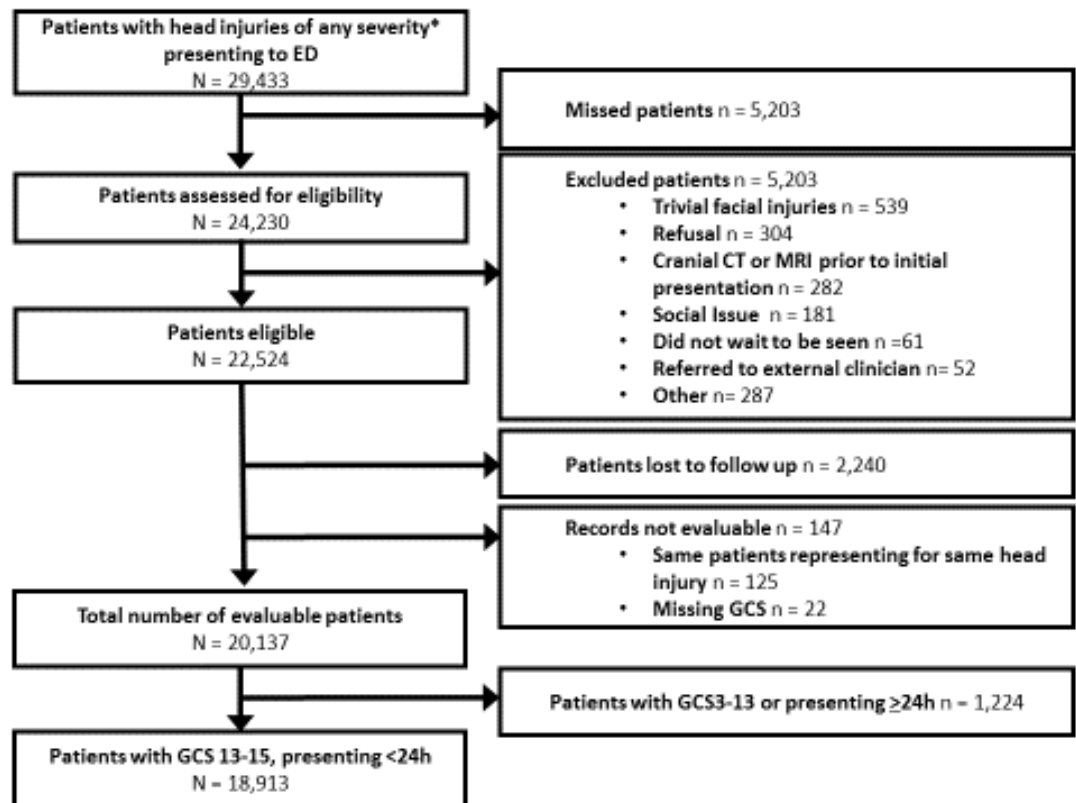 Patients with head injuries of any severity*
presenting to ED
N = 29,433
Missed patients n = 5,203
Patients assessed for eligibility
N = 24,230
Excluded patients n = 5,203
• Trivial facial injuries n = 539
• Refusal n = 304
• Cranial CT or MRI prior to initial
presentation n = 282
• Social Issue n = 181
• Did not wait to be seen n =61
• Referred to external clinician n= 52
• Other n= 287
Patients eligible
N = 22,524
Patients lost to follow up n = 2,240
Records not evaluable n = 147
• Same patients representing for same head
injury n = 125
• Missing GCS n = 22
Total number of evaluable patients
N = 20,137
Patients with GCS3-13 or presenting ≥24h n = 1,224
Patients with GCS 13-15, presenting <24h
N = 18,913